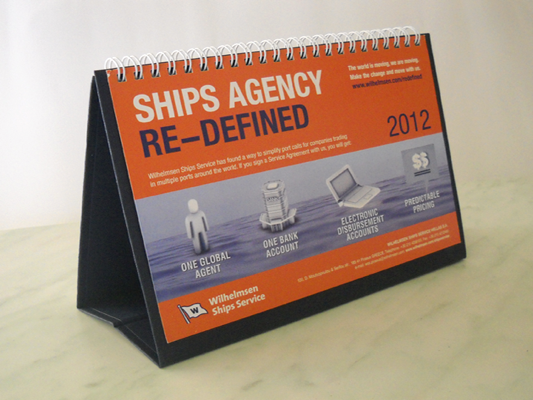 The world is moving, we are moving.
Make the change and move with us.
www.wilhelmsen.com/redefined
SHIPS AGENCY
RE-DEFINED
2012
Wilhelmsen Ships Service has found a way to simplify port calls for companies trading
in multiple ports around the world. If you sign a Service Agreement with us, you will get:
$$
ONE GLOBAL
AGENT
ONE BANK
ACCOUNT
ELECTRONIC
DISBURSEMENT
ACCOUNTS
PREDICTABLE
PRICING
W
Wilhelmsen
Ships Service
WILHELMSEN SHIPS SERVICE